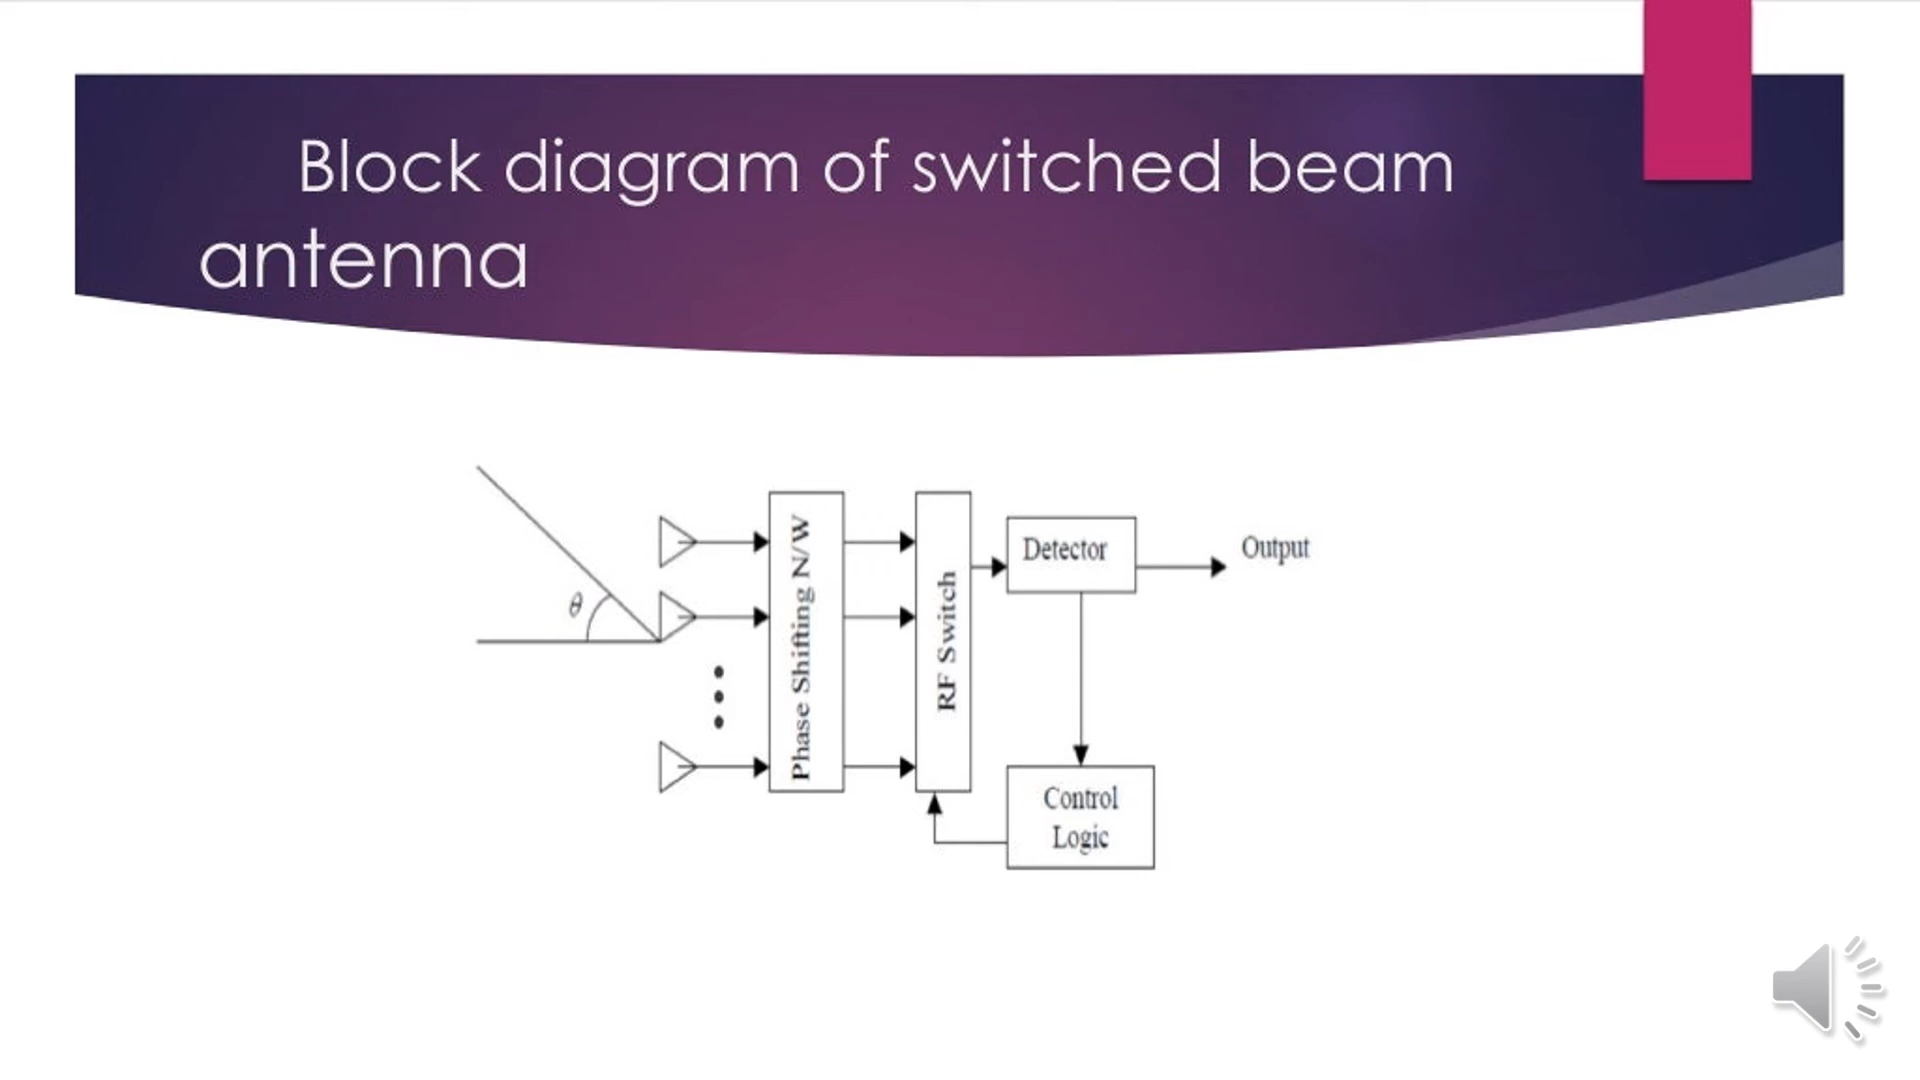 Block diagram of switched beam
antenna
θ
Phase Shifting N/W
RF Switch
Detector
Output
Control
Logic